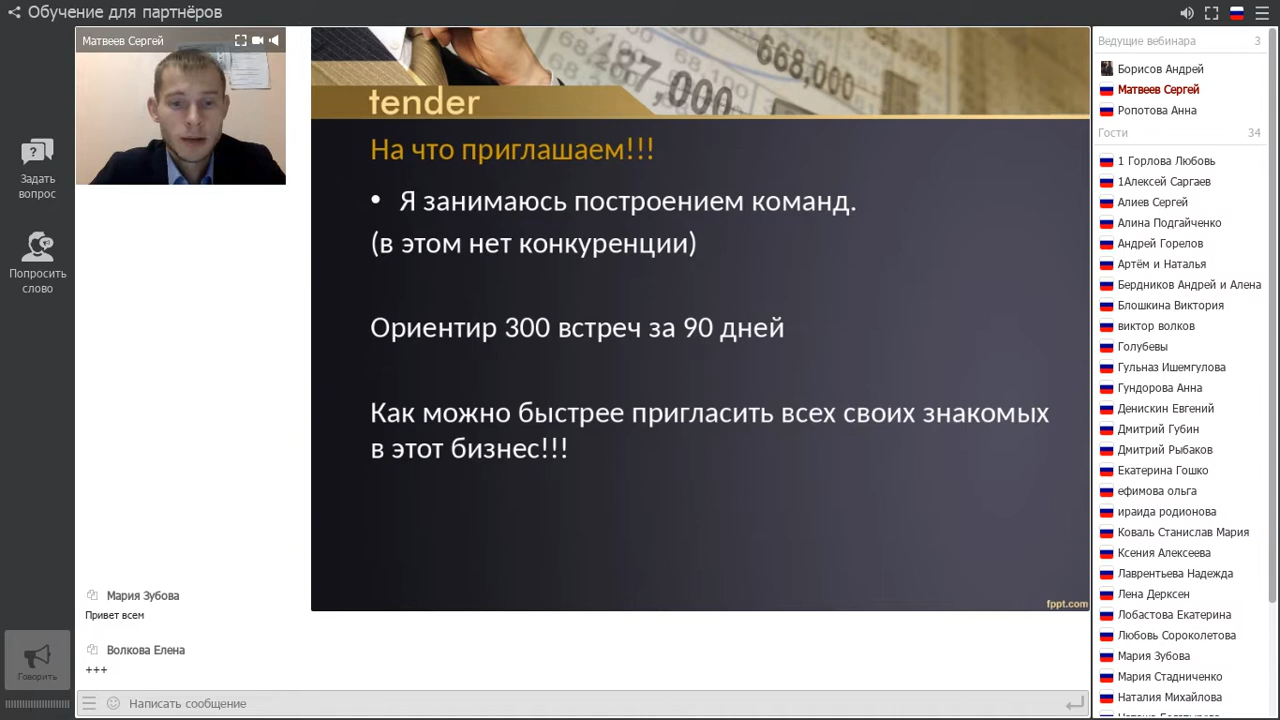 Обучение для партнёров
Матвеев Сергей
Задать
вопрос
Попросить
слово
Говорить
668,0
87,000
tender
На что приглашаем!!!
• Я занимаюсь построением команд.
(в этом нет конкуренции)
Ориентир 300 встреч за 90 дней
Как можно быстрее пригласить всех своих знакомых
в этот бизнес!!!
fppt.com
Мария Зубова
Привет всем
Волкова Елена
+++
Написать сообщение
Ведущие вебинара 3
Борисов Андрей
Матвеев Сергей
Ропотова Анна
Гости 34
1 Горлова Любовь
1Алексей Саргаев
Алиев Сергей
Алина Подгайченко
Андрей Горелов
Артём и Наталья
Бердников Андрей и Алена
Блошкина Виктория
виктор волков
Голубевы
Гульназ Ишемгулова
Гундорова Анна
Денискин Евгений
Дмитрий Губин
Дмитрий Рыбаков
Екатерина Гошко
ефимова ольга
ираида родионова
Коваль Станислав Мария
Ксения Алексеева
Лаврентьева Надежда
Лена Дерксен
Лобастова Екатерина
Любовь Сороколетова
Мария Зубова
Мария Стадниченко
Наталия Михайлова